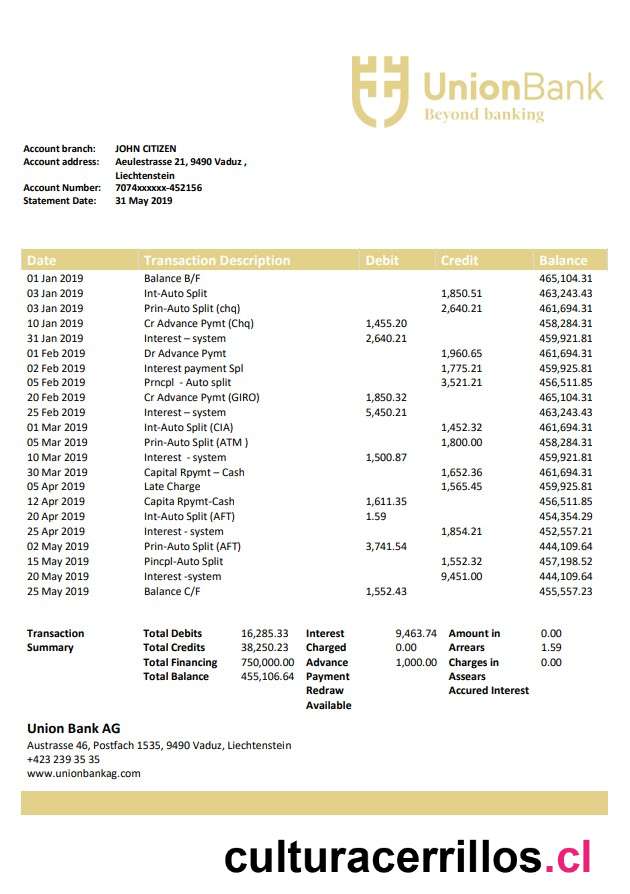 UnionBank
Beyond banking
Account branch: JOHN CITIZEN
Account address: Aeulestrasse 21, 9490 Vaduz ,
Liechtenstein
Account Number: 7074xxxxxx-452156
Statement Date: 31 May 2019
Date Transaction Description Debit Credit Balance
01 Jan 2019 Balance B/F 465,104.31
03 Jan 2019 Int-Auto Split 1,850.51 463,243.43
03 Jan 2019 Prin-Auto Split (chq) 2,640.21 461,694.31
10 Jan 2019 Cr Advance Pymt (Chq) 1,455.20 458,284.31
31 Jan 2019 Interest – system 2,640.21 459,921.81
01 Feb 2019 Dr Advance Pymt 1,960.65 461,694.31
02 Feb 2019 Interest payment Spl 1,775.21 459,925.81
05 Feb 2019 Prncpl - Auto split 3,521.21 456,511.85
20 Feb 2019 Cr Advance Pymt (GIRO) 1,850.32 465,104.31
25 Feb 2019 Interest – system 5,450.21 463,243.43
01 Mar 2019 Int-Auto Split (CIA) 1,452.32 461,694.31
05 Mar 2019 Prin-Auto Split (ATM ) 1,800.00 458,284.31
10 Mar 2019 Interest - system 1,500.87 459,921.81
30 Mar 2019 Capital Rpymt – Cash 1,652.36 461,694.31
05 Apr 2019 Late Charge 1,565.45 459,925.81
12 Apr 2019 Capita Rpymt-Cash 1,611.35 456,511.85
20 Apr 2019 Int-Auto Split (AFT) 1.59 454,354.29
25 Apr 2019 Interest - system 1,854.21 452,557.21
02 May 2019 Prin-Auto Split (AFT) 3,741.54 444,109.64
15 May 2019 Pincpl-Auto Split 1,552.32 457,198.52
20 May 2019 Interest -system 9,451.00 444,109.64
25 May 2019 Balance C/F 1,552.43 455,557.23
Transaction Total Debits 16,285.33 Interest 9,463.74 Amount in 0.00
Summary Total Credits 38,250.23 Charged 0.00 Arrears 1.59
Total Financing 750,000.00 Advance 1,000.00 Charges in 0.00
Total Balance 455,106.64 Payment Assears
Redraw Accured Interest
Available
Union Bank AG
Austrasse 46, Postfach 1535, 9490 Vaduz, Liechtenstein
+423 239 35 35
www.unionbankag.com
culturacerrillos.cl